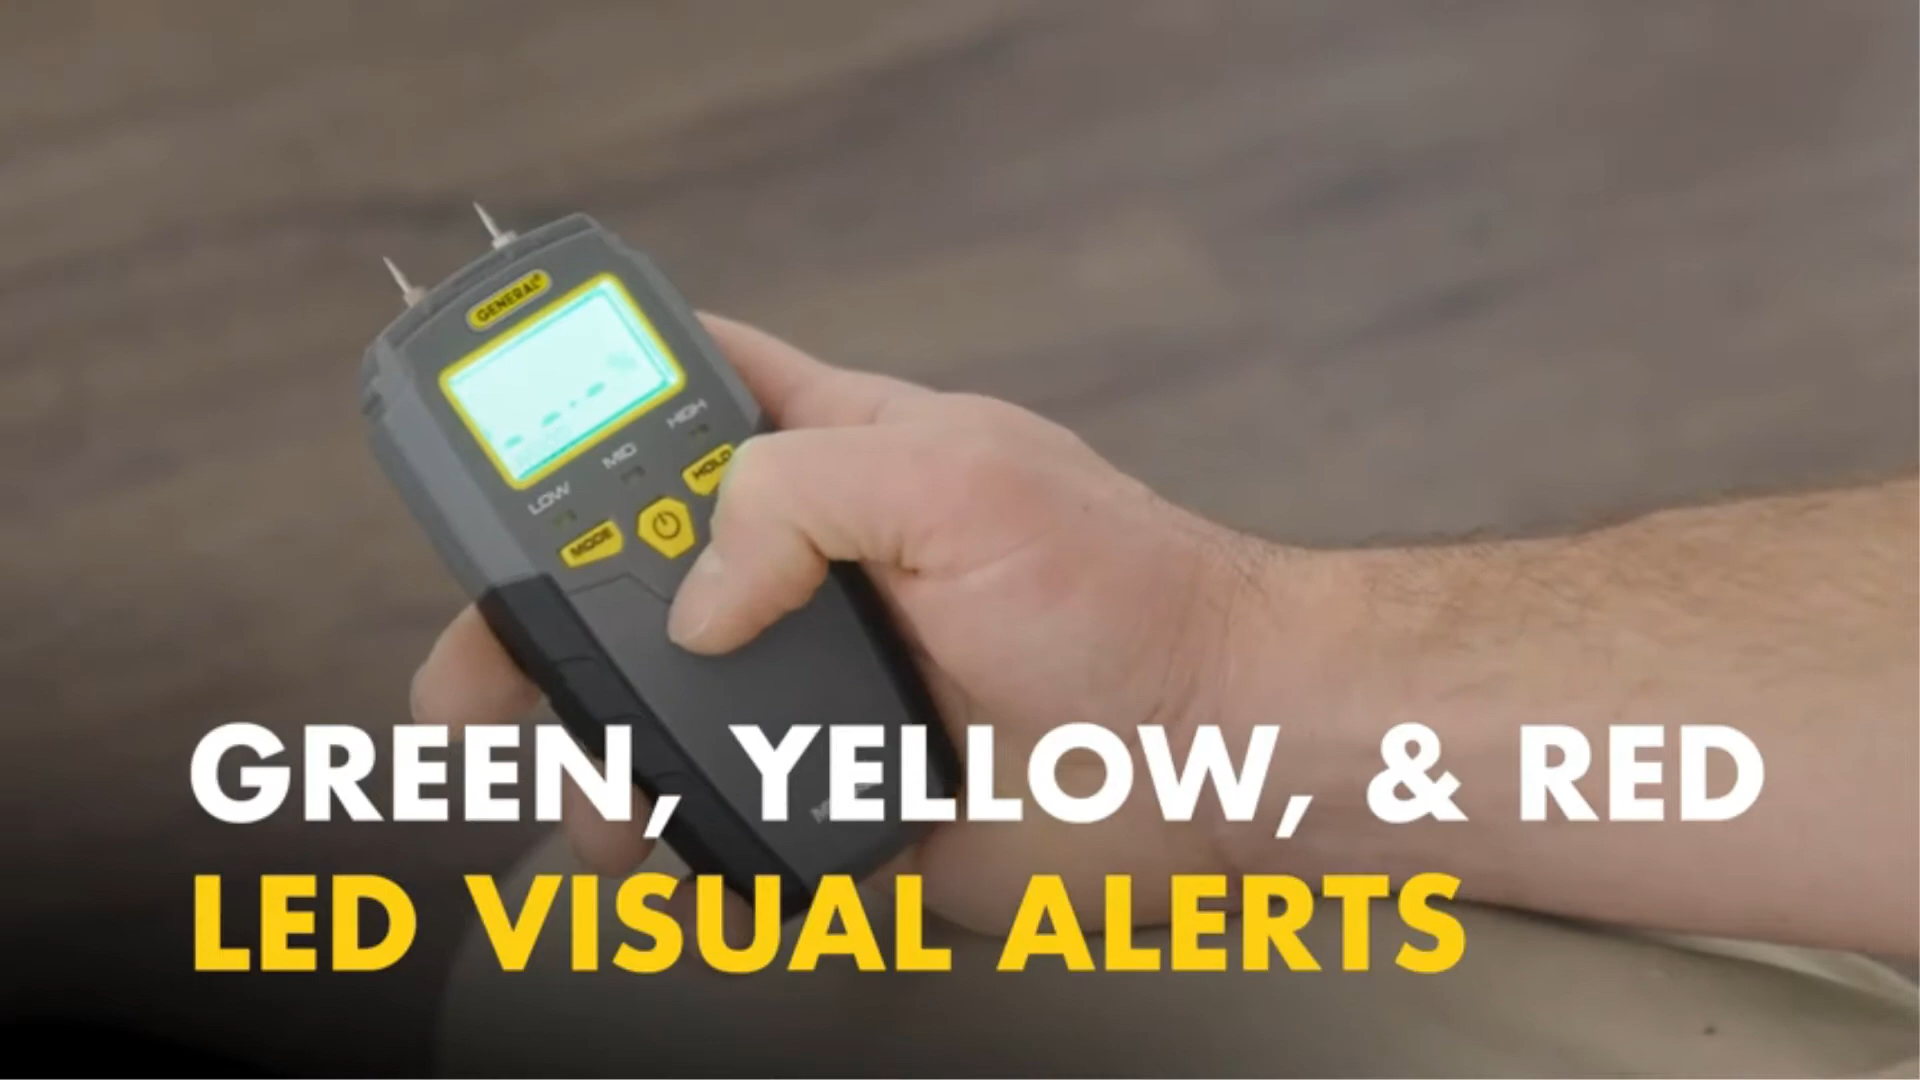 GENERAL®
LOW MID HIGH
MODE HOLD
GREEN, YELLOW, & RED
LED VISUAL ALERTS